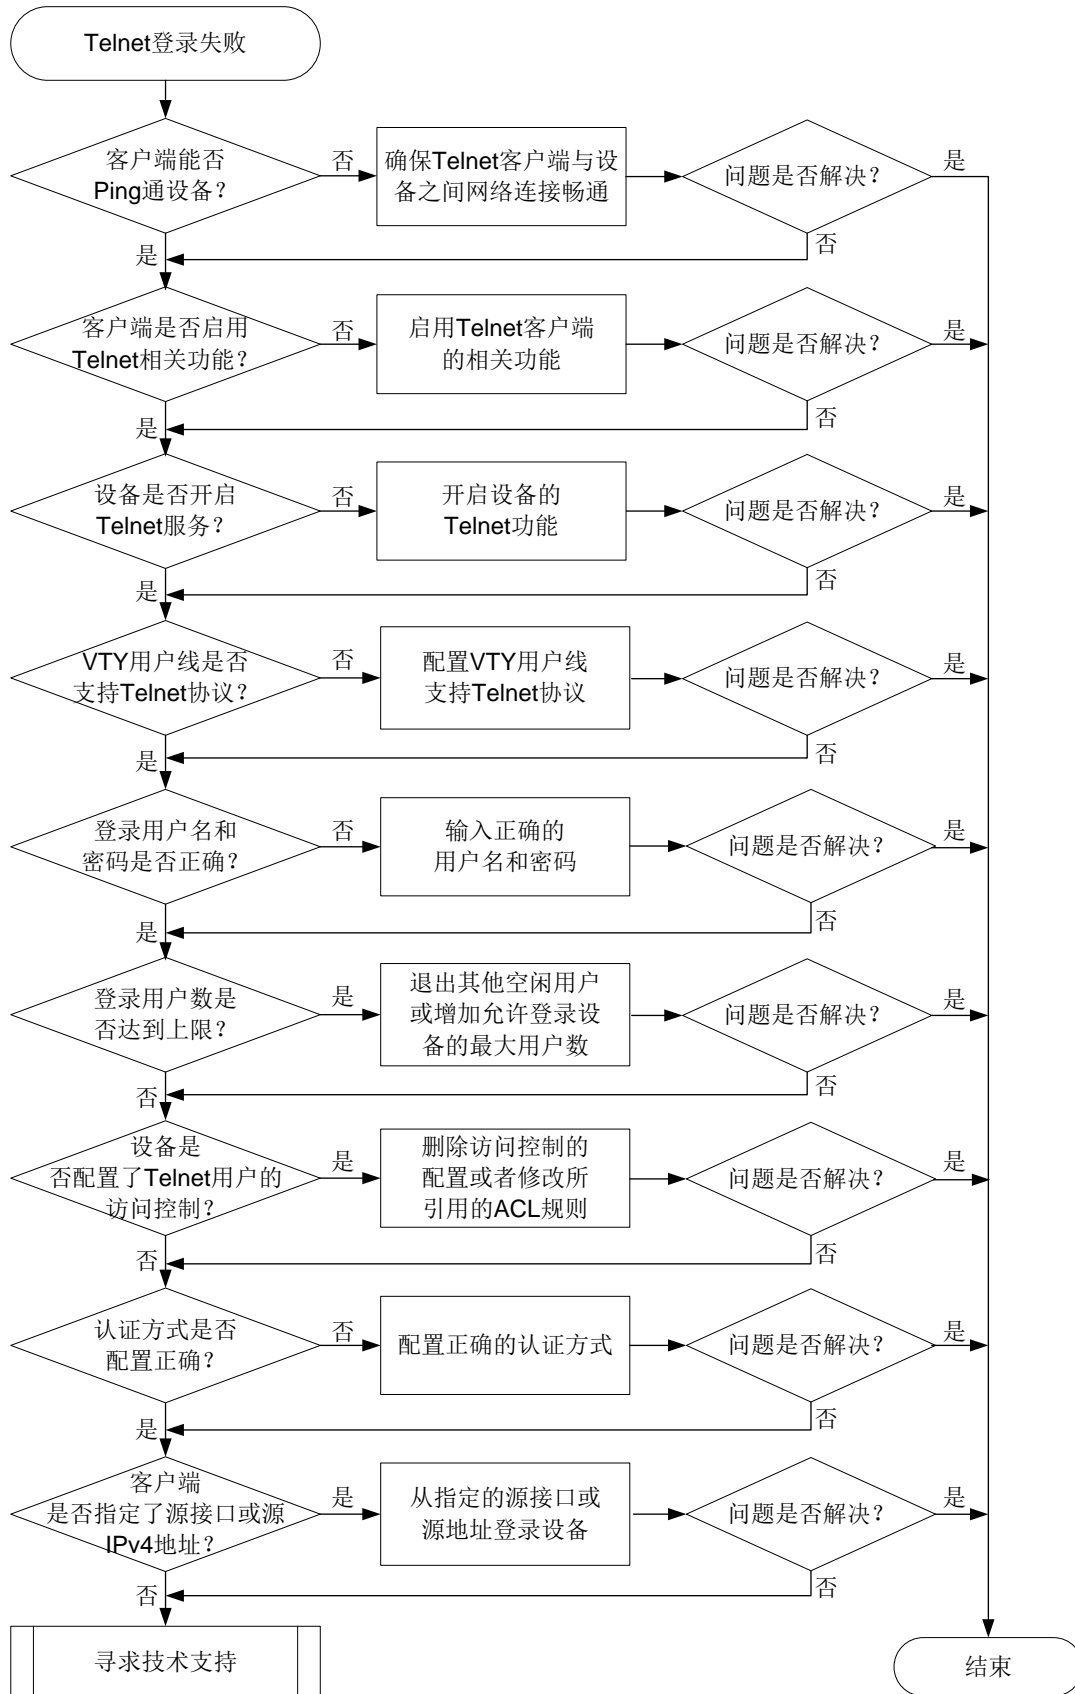 Telnet登录失败
客户端能否
Ping通设备?
否
确保Telnet客户端与设
备之间网络连接畅通
问题是否解决?
是
是
否
客户端是否启用
Telnet相关功能?
否
启用Telnet客户端
的相关功能
问题是否解决?
是
是
否
设备是否开启
Telnet服务?
否
开启设备的
Telnet功能
问题是否解决?
是
是
否
VTY用户线是否
支持Telnet协议?
否
配置VTY用户线
支持Telnet协议
问题是否解决?
是
是
否
登录用户名和
密码是否正确?
否
输入正确的
用户名和密码
问题是否解决?
是
是
否
登录用户数是
否达到上限?
是
退出其他空闲用户
或增加允许登录设
备的最大用户数
问题是否解决?
是
否
否
设备是
否配置了Telnet用户的
访问控制?
是
删除访问控制的
配置或者修改所
引用的ACL规则
问题是否解决?
是
否
否
认证方式是否
配置正确?
否
配置正确的认证方式
问题是否解决?
是
是
否
客户端
是否指定了源接口或源
IPv4地址?
是
从指定的源接口或
源地址登录设备
问题是否解决?
是
否
否
寻求技术支持
结束